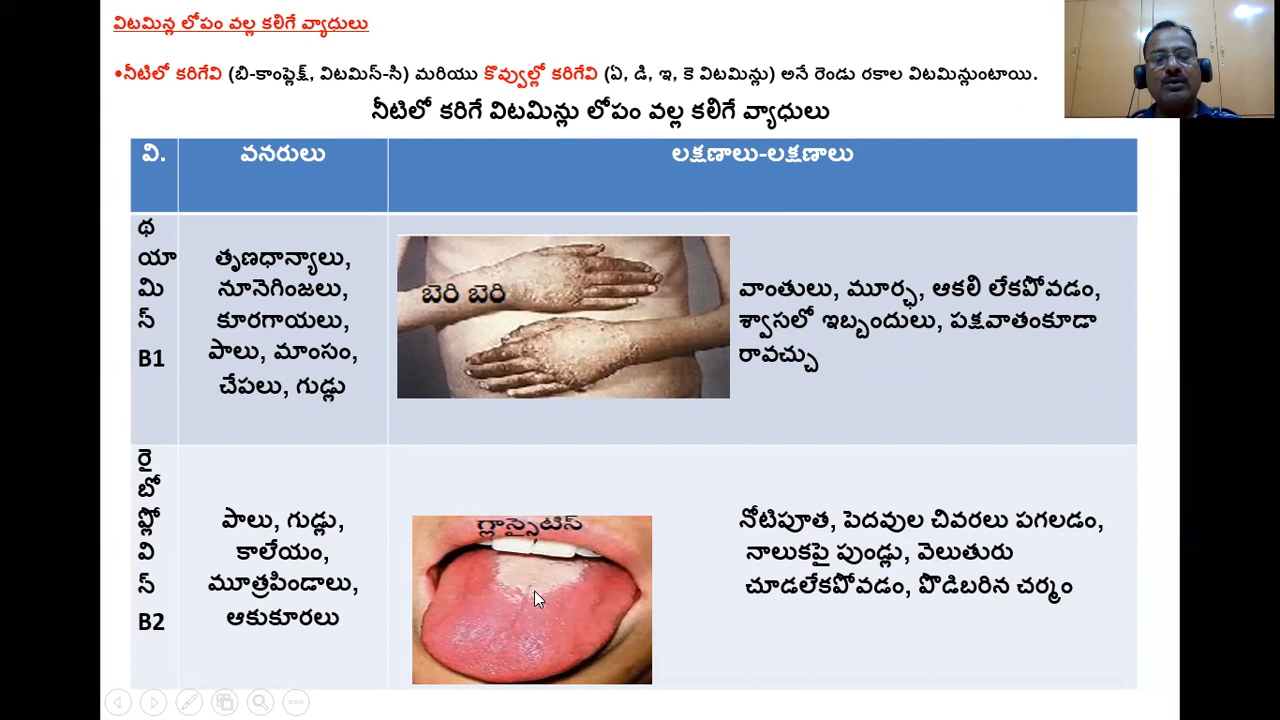 విటమిన్ల లోపం వల్ల కలిగే వ్యాధులు
•నీటిలో కరిగేవి (బి-కాంప్లెక్ష్, విటమిస్-సి) మరియు కొవ్వుల్లో కరిగేవి (ఏ, డి, ఇ, కె విటమిన్లు) అనే రెండు రకాల విటమిన్లుంటాయి.
నీటిలో కరిగే విటమిన్లు లోపం వల్ల కలిగే వ్యాధులు
వి.
వనరులు
లక్షణాలు-లక్షణాలు
థ
యా
మి
స్
B1
తృణధాన్యాలు,
నూనెగింజలు,
కూరగాయలు,
పాలు, మాంసం,
చేపలు, గుడ్లు
బెరి బెరి
వాంతులు, మూర్ఛ, ఆకలి లేకపోవడం,
శ్వాసలో ఇబ్బందులు, పక్షవాతంకూడా
రావచ్చు
రై
బో
ఫ్లో
వి
స్
B2
పాలు, గుడ్లు,
కాలేయం,
మూత్రపిండాలు,
ఆకుకూరలు
గ్లాస్సైటిస్
నోటిపూత, పెదవుల చివరలు పగలడం,
నాలుకపై పుండ్లు, వెలుతురు
చూడలేకపోవడం, పొడిబరిన చర్మం